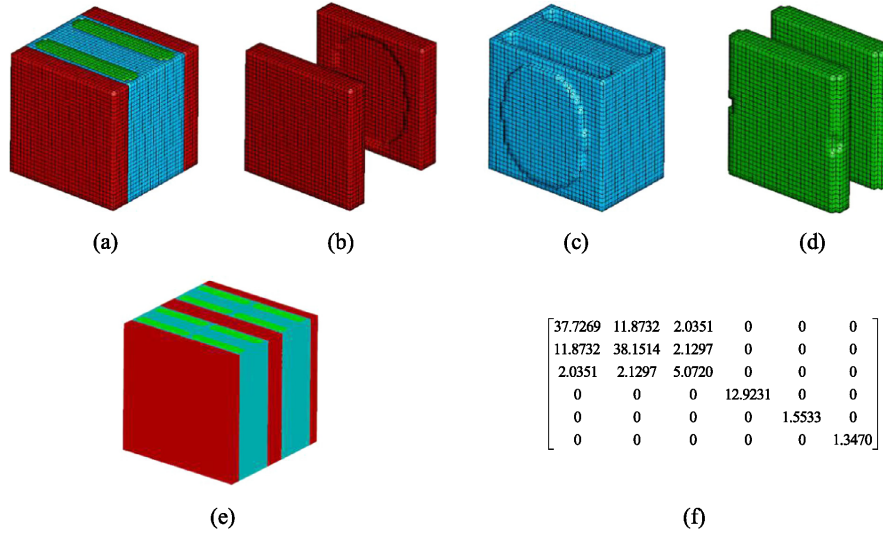 (a)
(b)
(c)
(d)
37.7269 11.8732 2.0351 0 0 0
11.8732 38.1514 2.1297 0 0 0
2.0351 2.1297 5.0720 0 0 0
0 0 0 12.9231 0 0
0 0 0 0 1.5533 0
0 0 0 0 0 1.3470
(e)
(f)